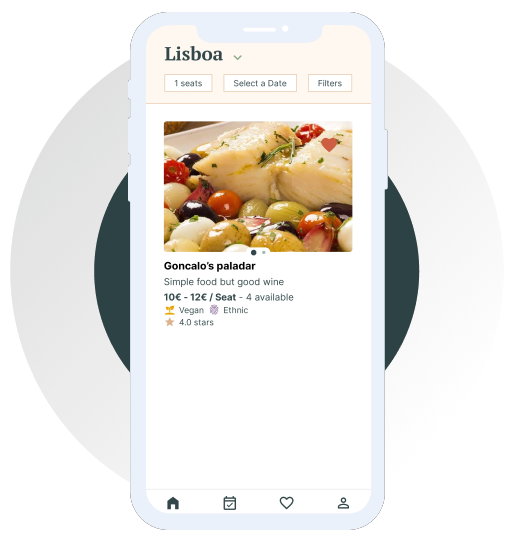 Lisboa
1 seats
Select a Date
Filters
Goncalo's paladar
Simple food but good wine
10€ - 12€ / Seat - 4 available
Vegan Ethnic
4.0 stars